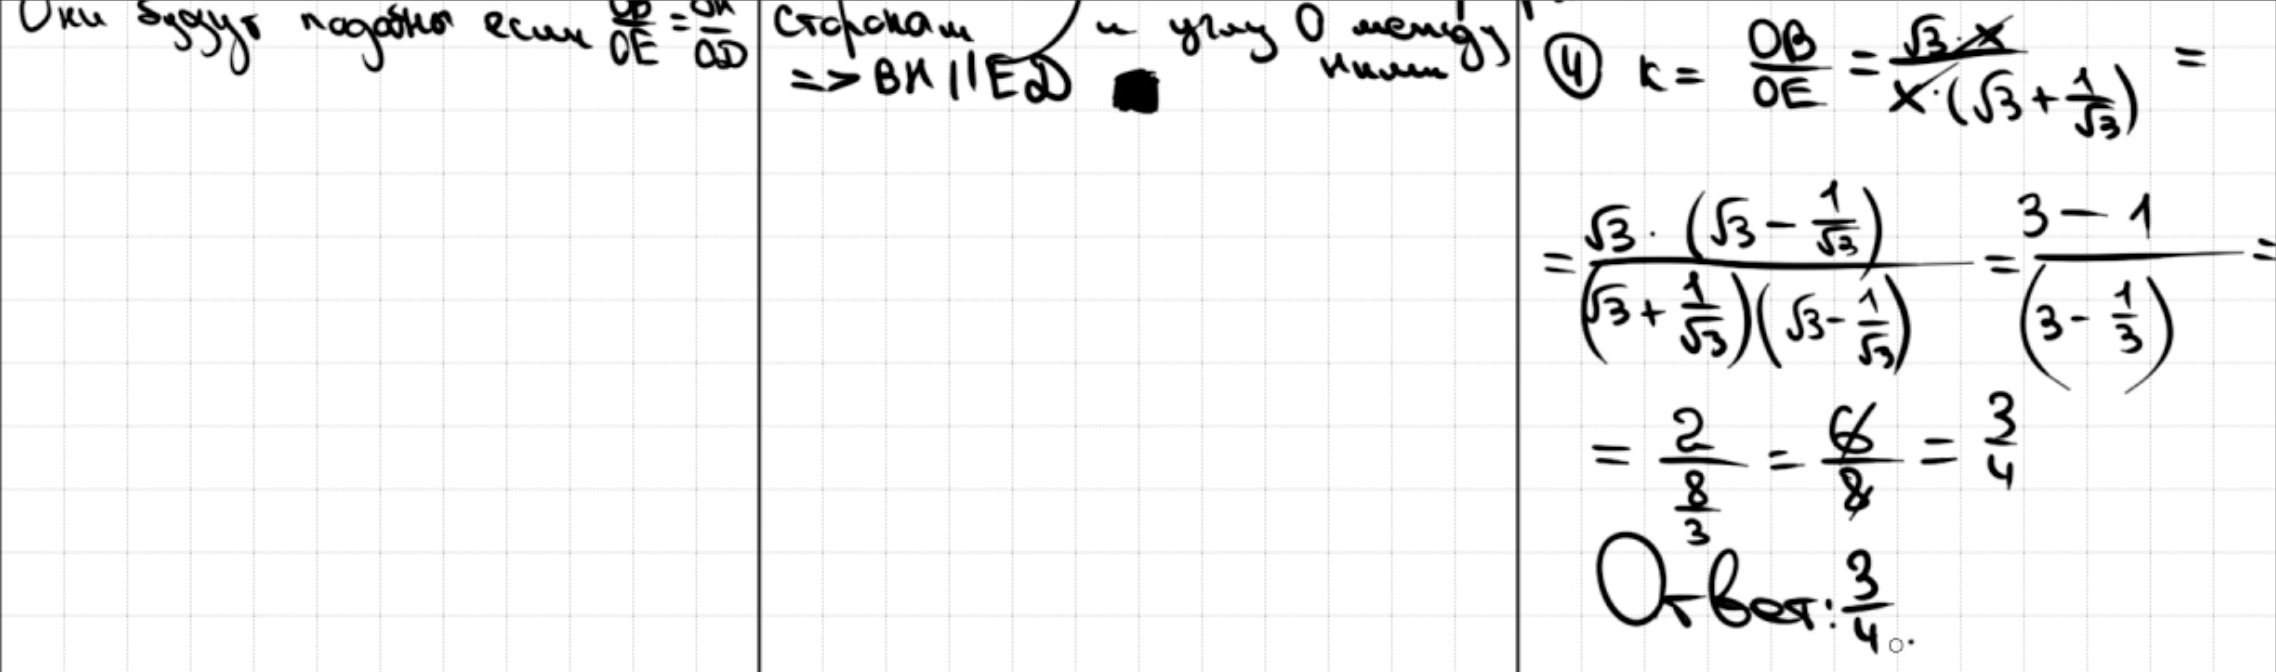 Они будут подобны если OB/OE = OK/OD
сторонам и углу O между
ними
=> BK || ED ■
④ k = OB/OE = √3·x / x·(√3 + 1/√3) =
= √3·(√3 − 1/√3) / (√3 + 1/√3)(√3 − 1/√3) = 3 − 1 / (3 − 1/3) =
= 2 / (8/3) = 6/8 = 3/4
Ответ: 3/4.